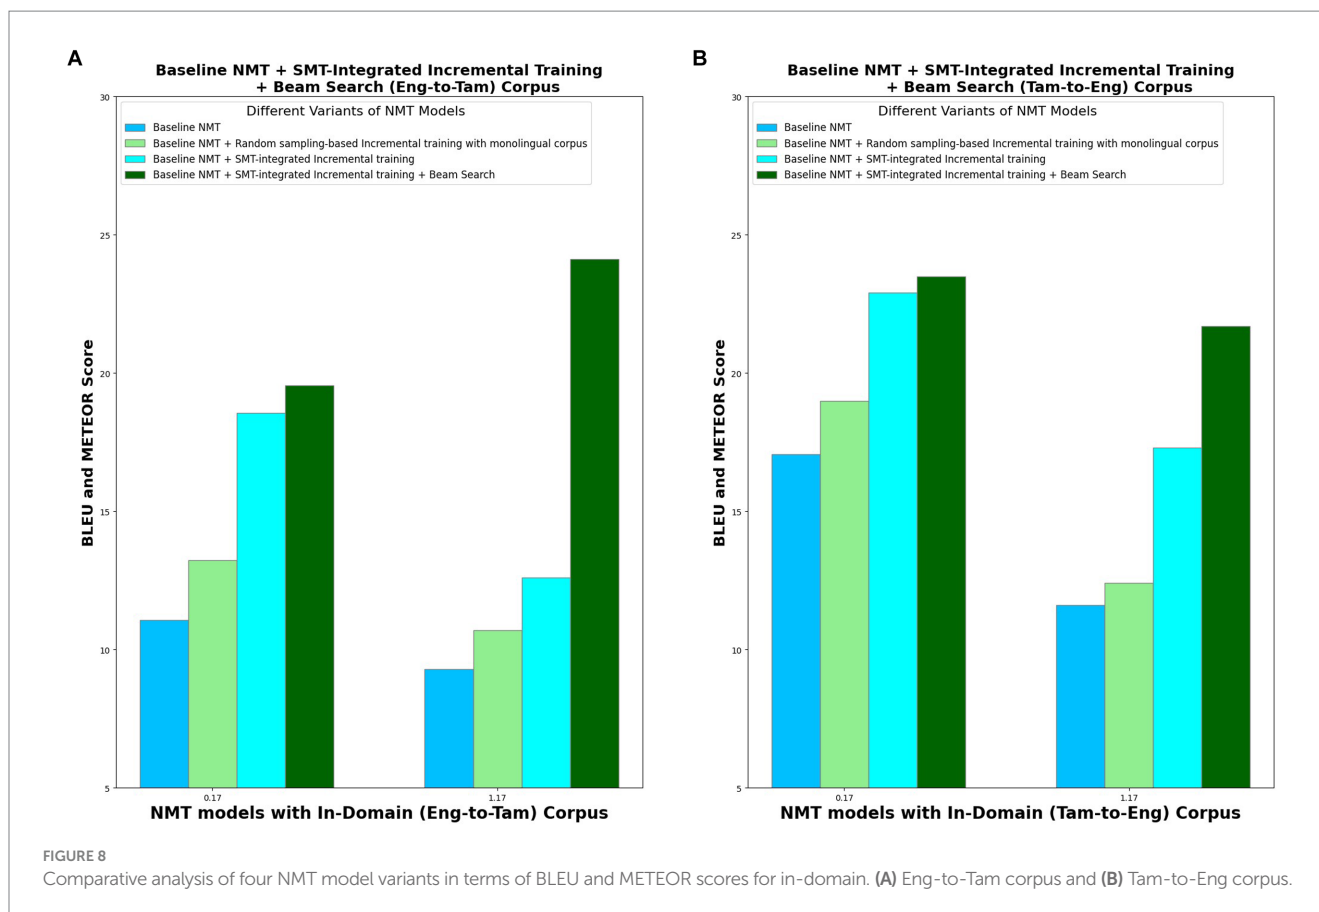 A
Baseline NMT + SMT-Integrated Incremental Training
+ Beam Search (Eng-to-Tam) Corpus
30
Different Variants of NMT Models
Baseline NMT
Baseline NMT + Random sampling-based Incremental training with monolingual corpus
Baseline NMT + SMT-integrated Incremental training
Baseline NMT + SMT-integrated Incremental training + Beam Search
25
20
15
10
5
BLEU and METEOR Score
0.17
1.17
NMT models with In-Domain (Eng-to-Tam) Corpus
B
Baseline NMT + SMT-Integrated Incremental Training
+ Beam Search (Tam-to-Eng) Corpus
30
Different Variants of NMT Models
Baseline NMT
Baseline NMT + Random sampling-based Incremental training with monolingual corpus
Baseline NMT + SMT-integrated Incremental training
Baseline NMT + SMT-integrated Incremental training + Beam Search
25
20
15
10
5
BLEU and METEOR Score
0.17
1.17
NMT models with In-Domain (Tam-to-Eng) Corpus
FIGURE 8
Comparative analysis of four NMT model variants in terms of BLEU and METEOR scores for in-domain. (A) Eng-to-Tam corpus and (B) Tam-to-Eng corpus.